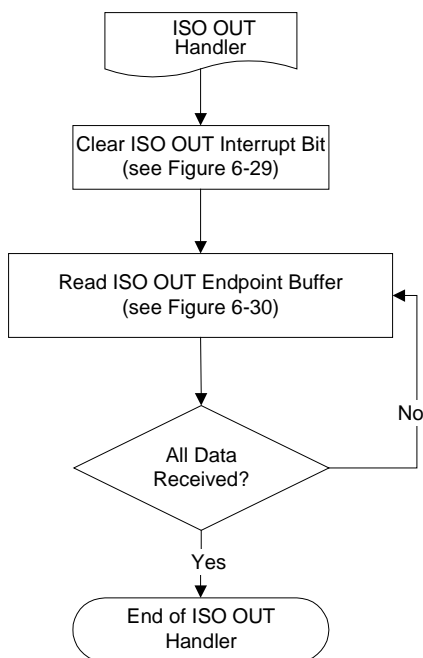 ISO OUT
Handler
Clear ISO OUT Interrupt Bit
(see Figure 6-29)
Read ISO OUT Endpoint Buffer
(see Figure 6-30)
No
All Data
Received?
Yes
End of ISO OUT
Handler